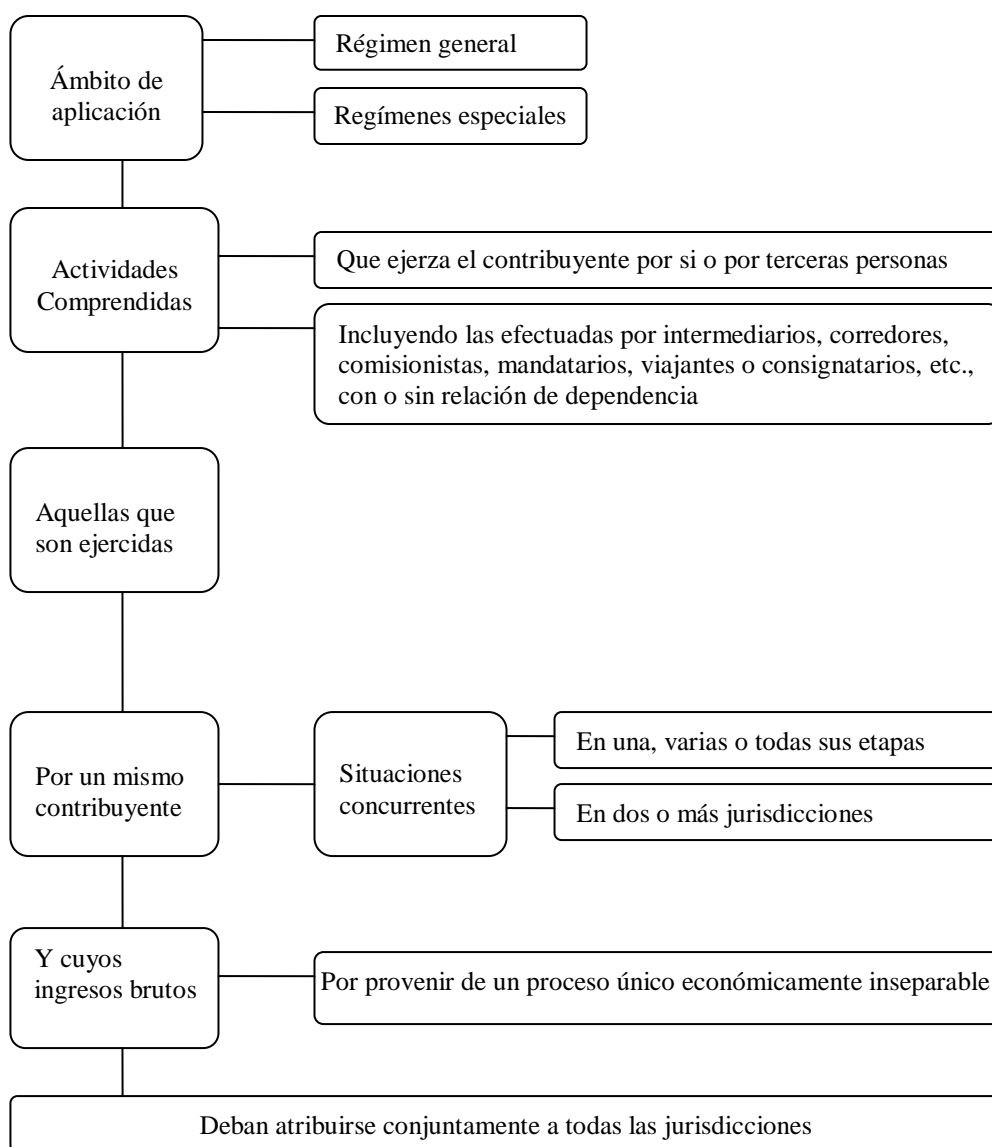 Ámbito de
aplicación
Régimen general
Regímenes especiales
Actividades
Comprendidas
Que ejerza el contribuyente por si o por terceras personas
Incluyendo las efectuadas por intermediarios, corredores,
comisionistas, mandatarios, viajantes o consignatarios, etc.,
con o sin relación de dependencia
Aquellas que
son ejercidas
Por un mismo
contribuyente
Situaciones
concurrentes
En una, varias o todas sus etapas
En dos o más jurisdicciones
Y cuyos
ingresos brutos
Por provenir de un proceso único económicamente inseparable
Deban atribuirse conjuntamente a todas las jurisdicciones